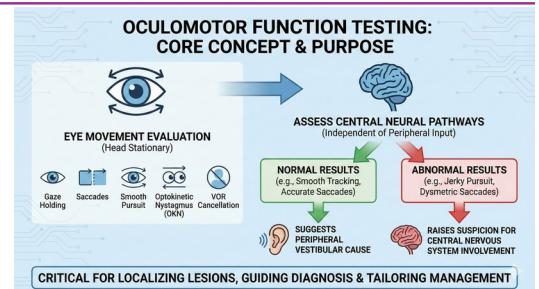 OCULOMOTOR FUNCTION TESTING:
CORE CONCEPT & PURPOSE
EYE MOVEMENT EVALUATION
(Head Stationary)
Gaze
Holding
Saccades
Smooth
Pursuit
Optokinetic
Nystagmus
(OKN)
VOR
Cancellation
ASSESS CENTRAL NEURAL PATHWAYS
(Independent of Peripheral Input)
NORMAL RESULTS
(e.g., Smooth Tracking,
Accurate Saccades)
ABNORMAL RESULTS
(e.g., Jerky Pursuit,
Dysmetric Saccades)
SUGGESTS
PERIPHERAL
VESTIBULAR CAUSE
RAISES SUSPICION FOR
CENTRAL NERVOUS
SYSTEM INVOLVEMENT
CRITICAL FOR LOCALIZING LESIONS, GUIDING DIAGNOSIS & TAILORING MANAGEMENT